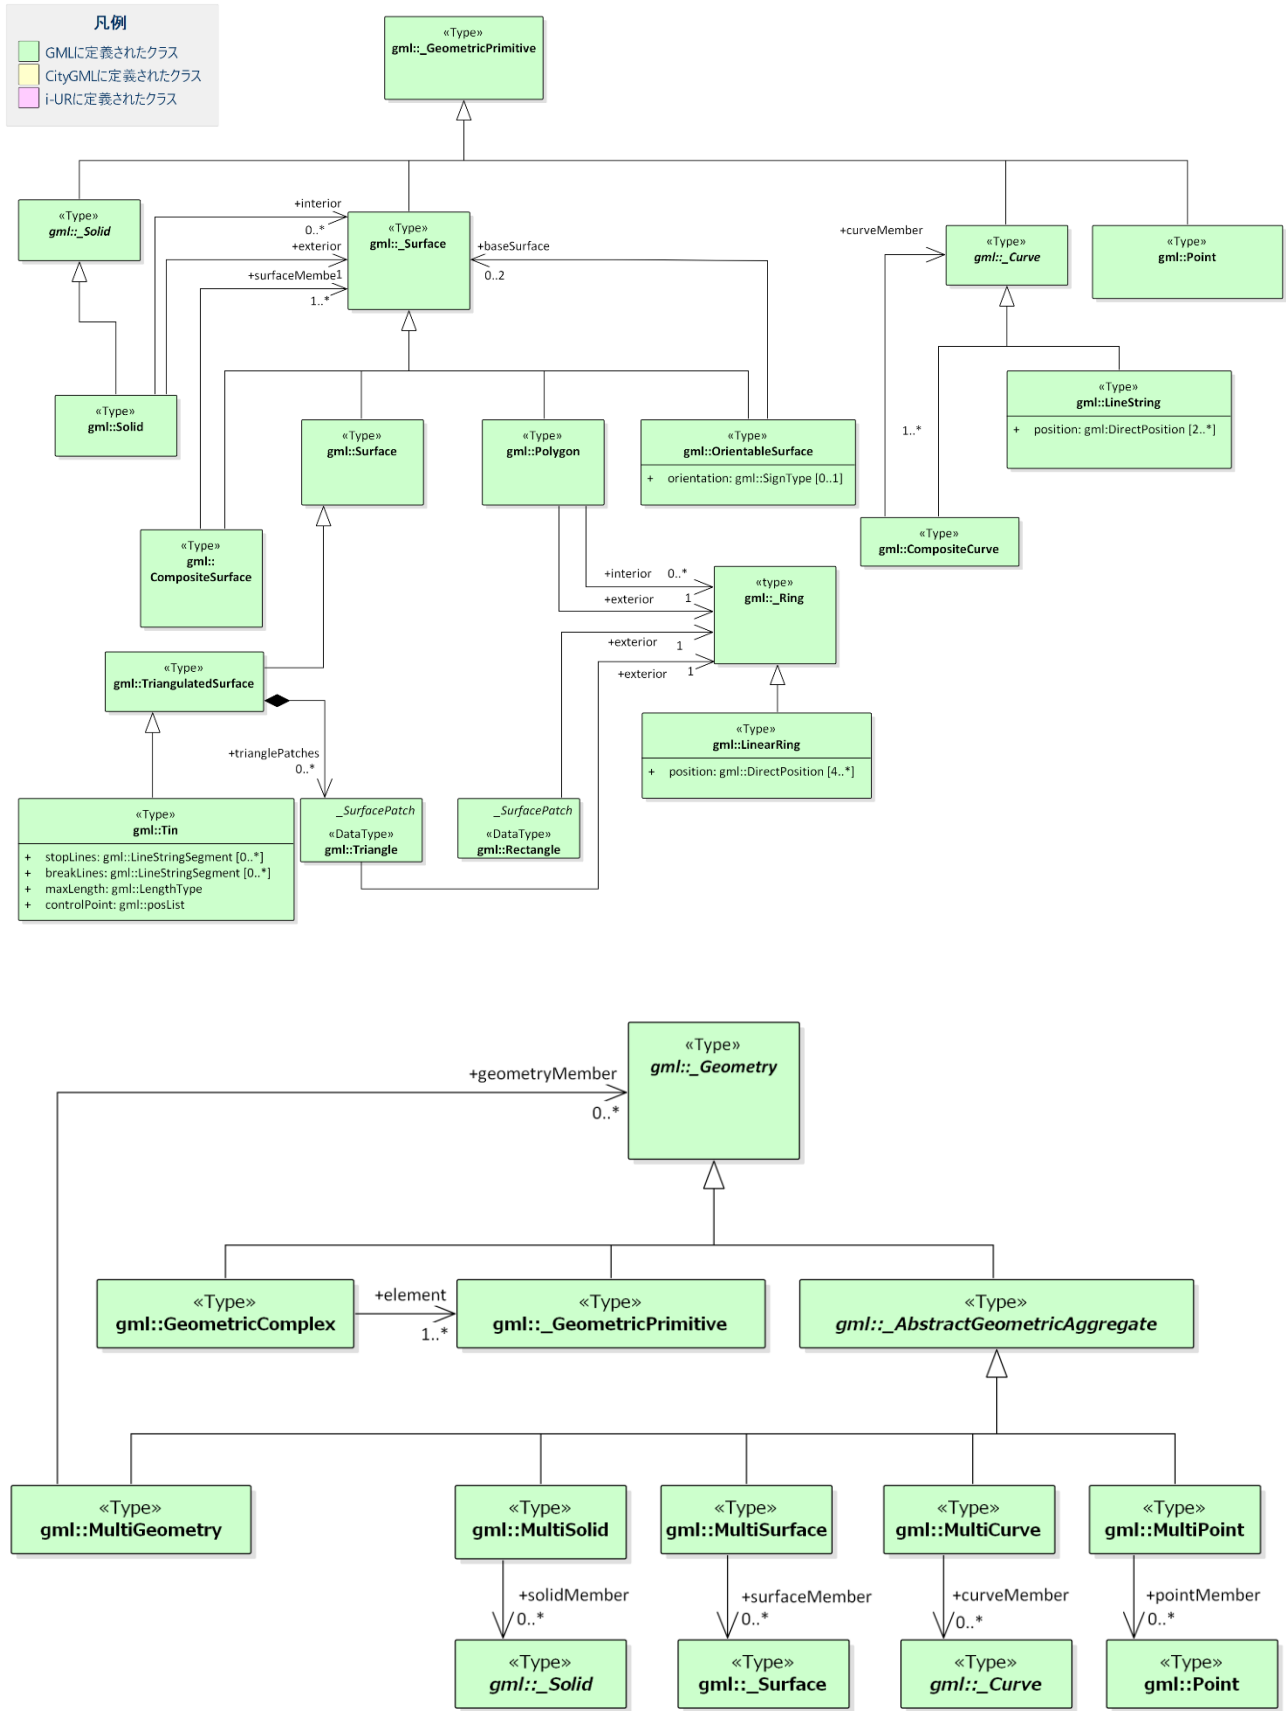 凡例
GMLに定義されたクラス
CityGMLに定義されたクラス
i-URに定義されたクラス
«Type»
gml::_GeometricPrimitive
«Type»
gml::_Solid
+interior
0..*
+exterior
1
+surfaceMembe
1..*
«Type»
gml::_Surface
+baseSurface
0..2
+curveMember
«Type»
gml::_Curve
«Type»
gml::Point
«Type»
gml::Solid
«Type»
gml::Surface
«Type»
gml::Polygon
«Type»
gml::OrientableSurface
+ orientation: gml::SignType [0..1]
1..*
«Type»
gml::LineString
+ position: gml:DirectPosition [2..*]
«Type»
gml::
CompositeSurface
«Type»
gml::CompositeCurve
+interior 0..*
+exterior 1
+exterior 1
+exterior 1
«type»
gml::_Ring
«Type»
gml::TriangulatedSurface
+trianglePatches
0..*
«Type»
gml::LinearRing
+ position: gml::DirectPosition [4..*]
«Type»
gml::Tin
+ stopLines: gml::LineStringSegment [0..*]
+ breakLines: gml::LineStringSegment [0..*]
+ maxLength: gml::LengthType
+ controlPoint: gml::posList
_SurfacePatch
«DataType»
gml::Triangle
_SurfacePatch
«DataType»
gml::Rectangle
«Type»
gml::_Geometry
+geometryMember
0..*
«Type»
gml::GeometricComplex
+element
1..*
«Type»
gml::_GeometricPrimitive
«Type»
gml::_AbstractGeometricAggregate
«Type»
gml::MultiGeometry
«Type»
gml::MultiSolid
«Type»
gml::MultiSurface
«Type»
gml::MultiCurve
«Type»
gml::MultiPoint
+solidMember
0..*
+surfaceMember
0..*
+curveMember
0..*
+pointMember
0..*
«Type»
gml::_Solid
«Type»
gml::_Surface
«Type»
gml::_Curve
«Type»
gml::Point